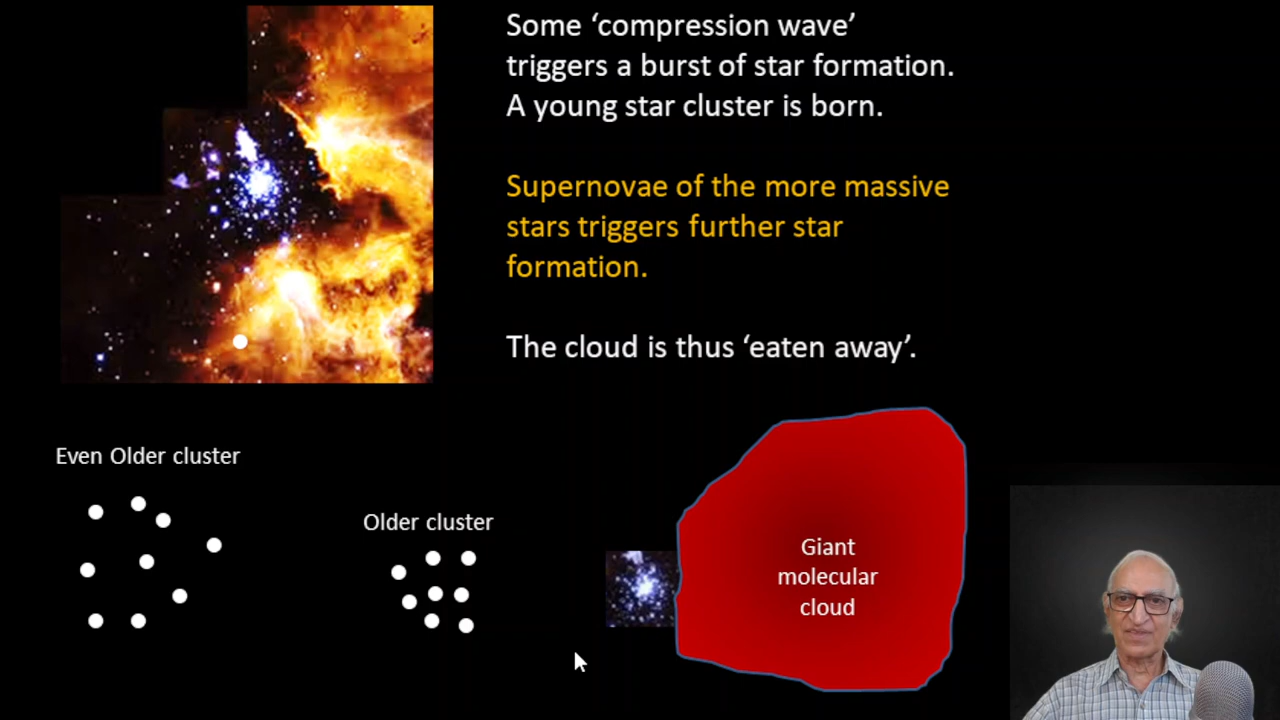 Some ‘compression wave’
triggers a burst of star formation.
A young star cluster is born.
Supernovae of the more massive
stars triggers further star
formation.
The cloud is thus ‘eaten away’.
Even Older cluster
Older cluster
Giant
molecular
cloud